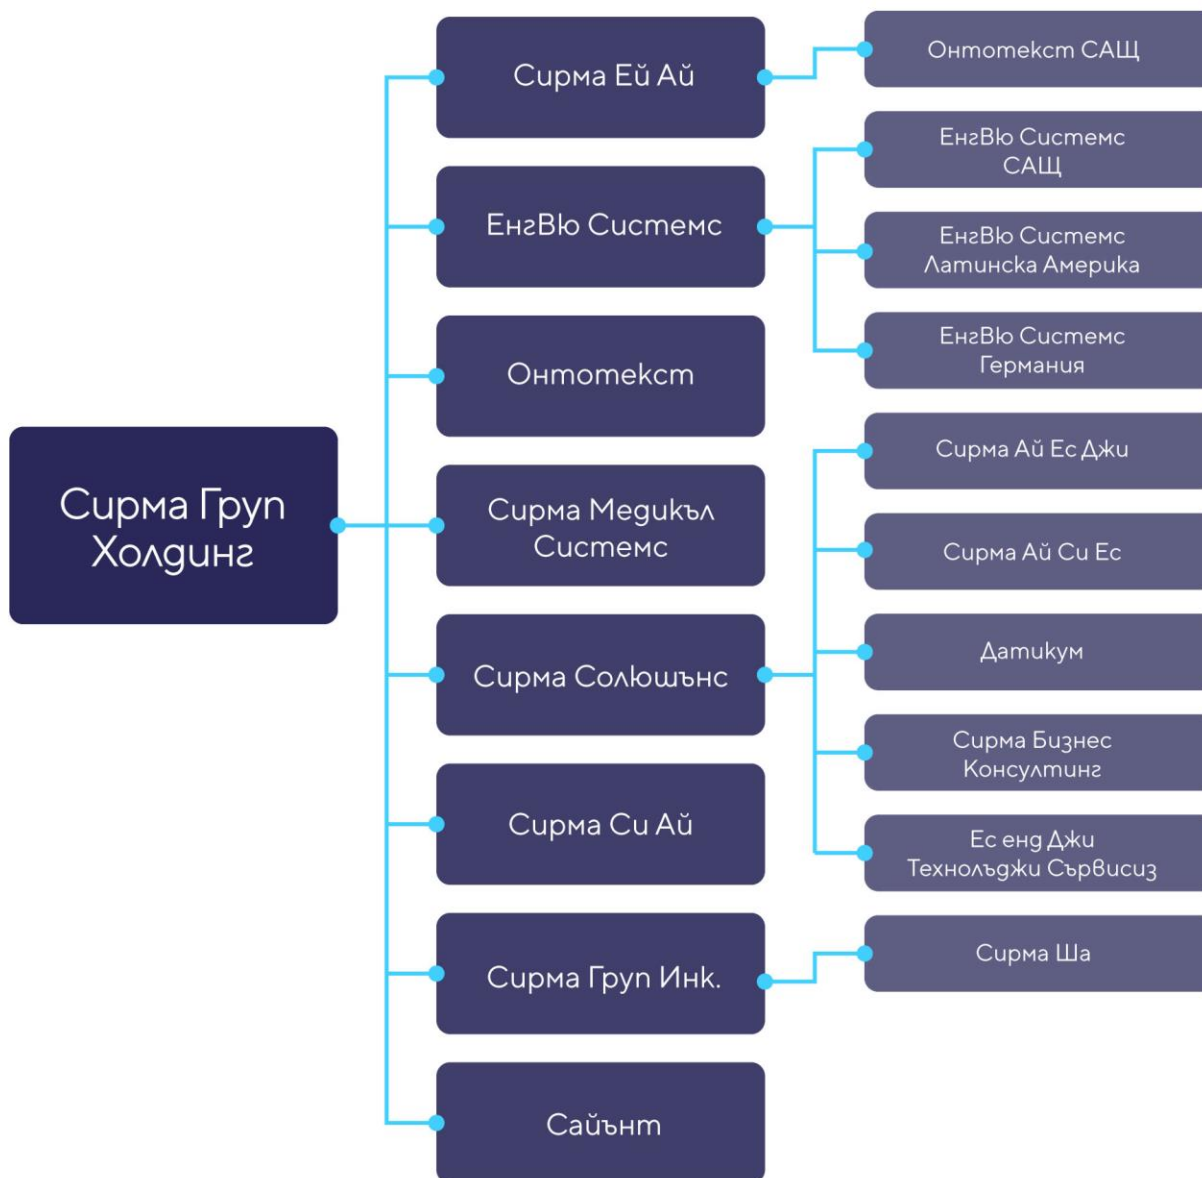 Сирма Груп
Холдинг
Сирма Ей Ай
ЕнгВю Системс
Онтотекст
Сирма Медикъл
Системс
Сирма Солюшънс
Сирма Си Ай
Сирма Груп Инк.
Сайънт
Онтотекст САЩ
ЕнгВю Системс
САЩ
ЕнгВю Системс
Латинска Америка
ЕнгВю Системс
Германия
Сирма Ай Ес Джи
Сирма Ай Си Ес
Датикум
Сирма Бизнес
Консултинг
Ес енд Джи
Технолъджи Сървисиз
Сирма Ша